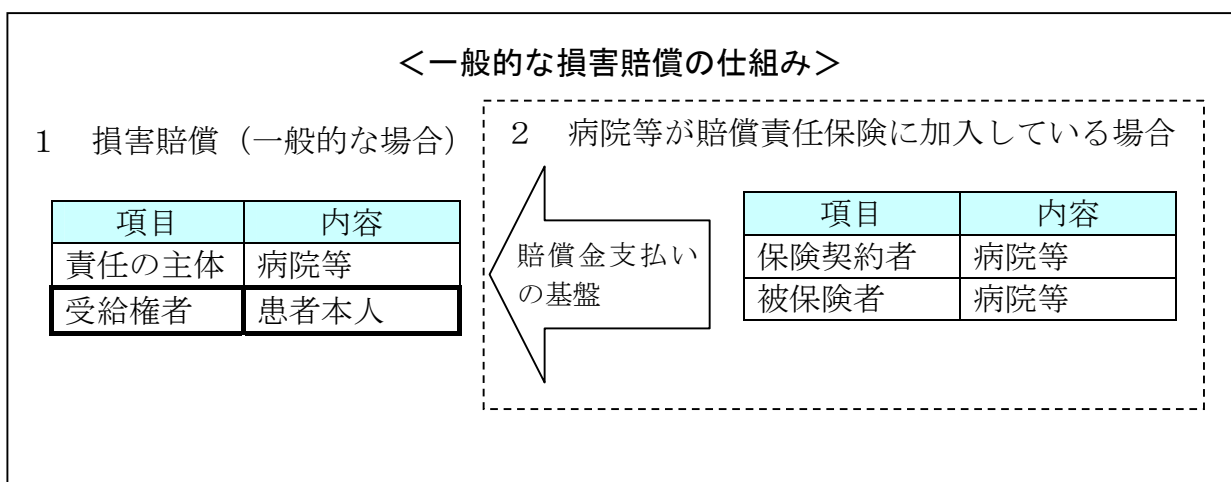 ＜一般的な損害賠償の仕組み＞
１　損害賠償（一般的な場合）
項目　内容
責任の主体　病院等
受給権者　患者本人
２　病院等が賠償責任保険に加入している場合
賠償金支払い
の基盤
項目　内容
保険契約者　病院等
被保険者　病院等